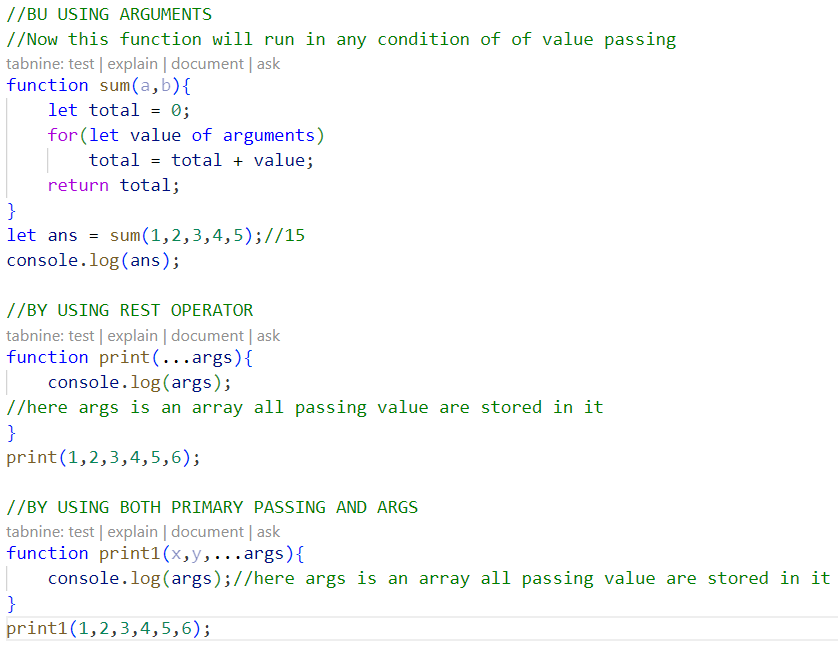 //BU USING ARGUMENTS
//Now this function will run in any condition of of value passing
tabnine: test | explain | document | ask
function sum(a,b){
    let total = 0;
    for(let value of arguments)
        total = total + value;
    return total;
}
let ans = sum(1,2,3,4,5);//15
console.log(ans);
//BY USING REST OPERATOR
tabnine: test | explain | document | ask
function print(...args){
    console.log(args);
//here args is an array all passing value are stored in it
}
print(1,2,3,4,5,6);
//BY USING BOTH PRIMARY PASSING AND ARGS
tabnine: test | explain | document | ask
function print1(x,y,...args){
    console.log(args);//here args is an array all passing value are stored in it
}
print1(1,2,3,4,5,6);